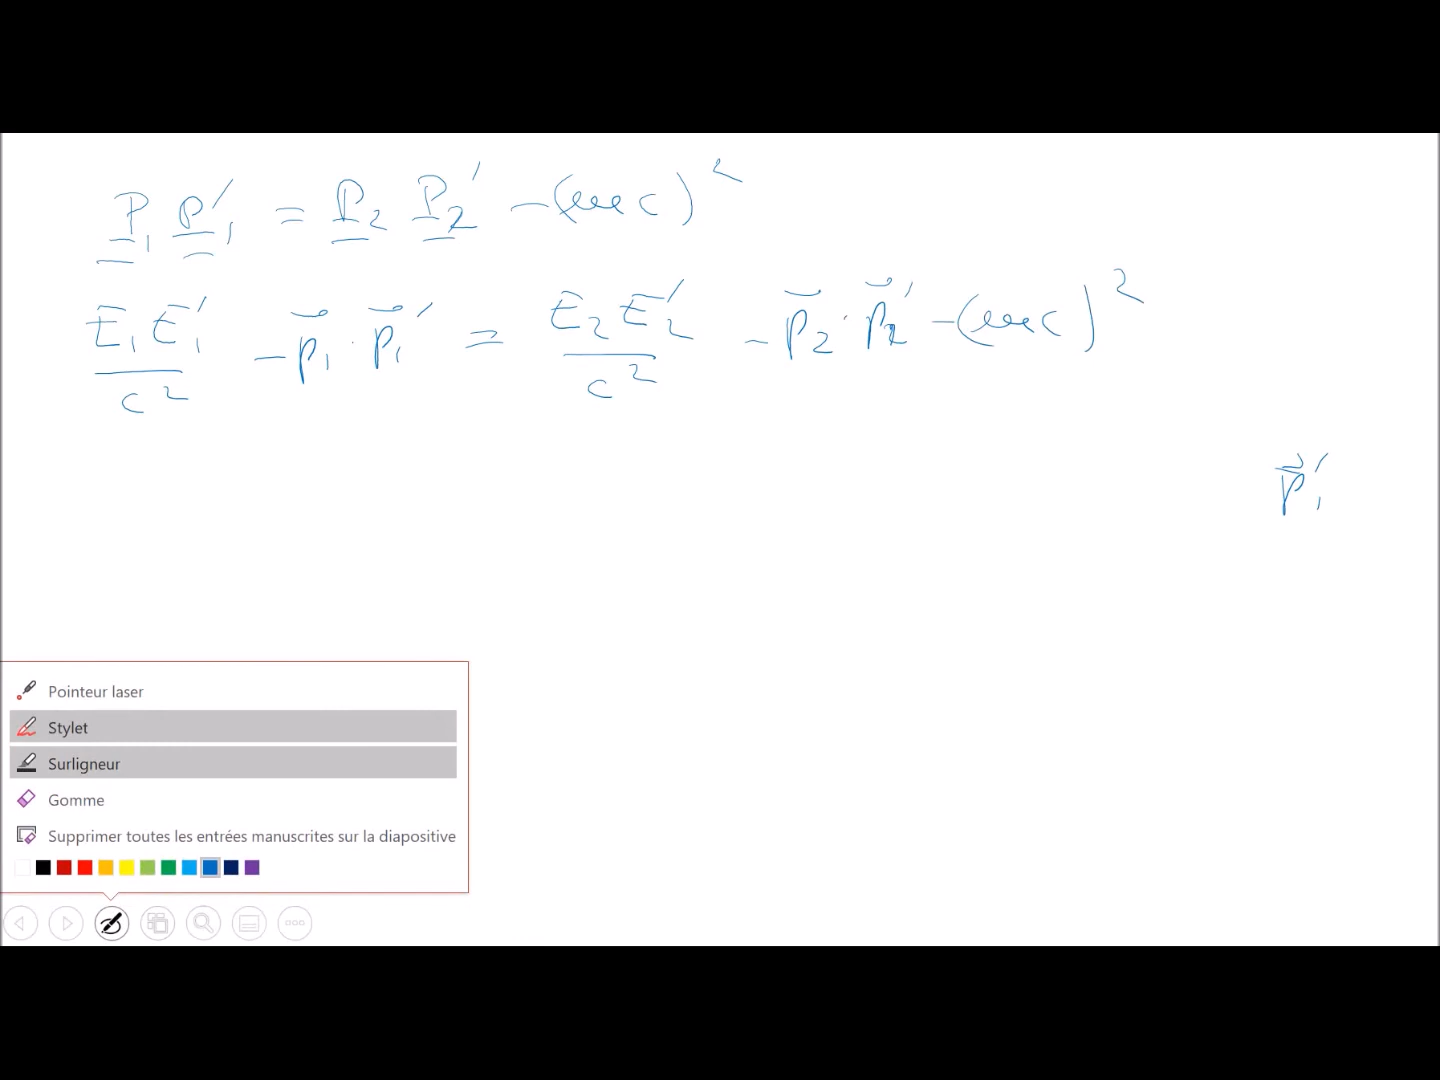 P₁ P′₁ = P₂ P₂′ - (mc)²
E₁E₁′/c² - p⃗₁ · p⃗₁′ = E₂E₂′/c² - p⃗₂ · p⃗₂′ - (mc)²
p⃗₁′
Pointeur laser
Stylet
Surligneur
Gomme
Supprimer toutes les entrées manuscrites sur la diapositive